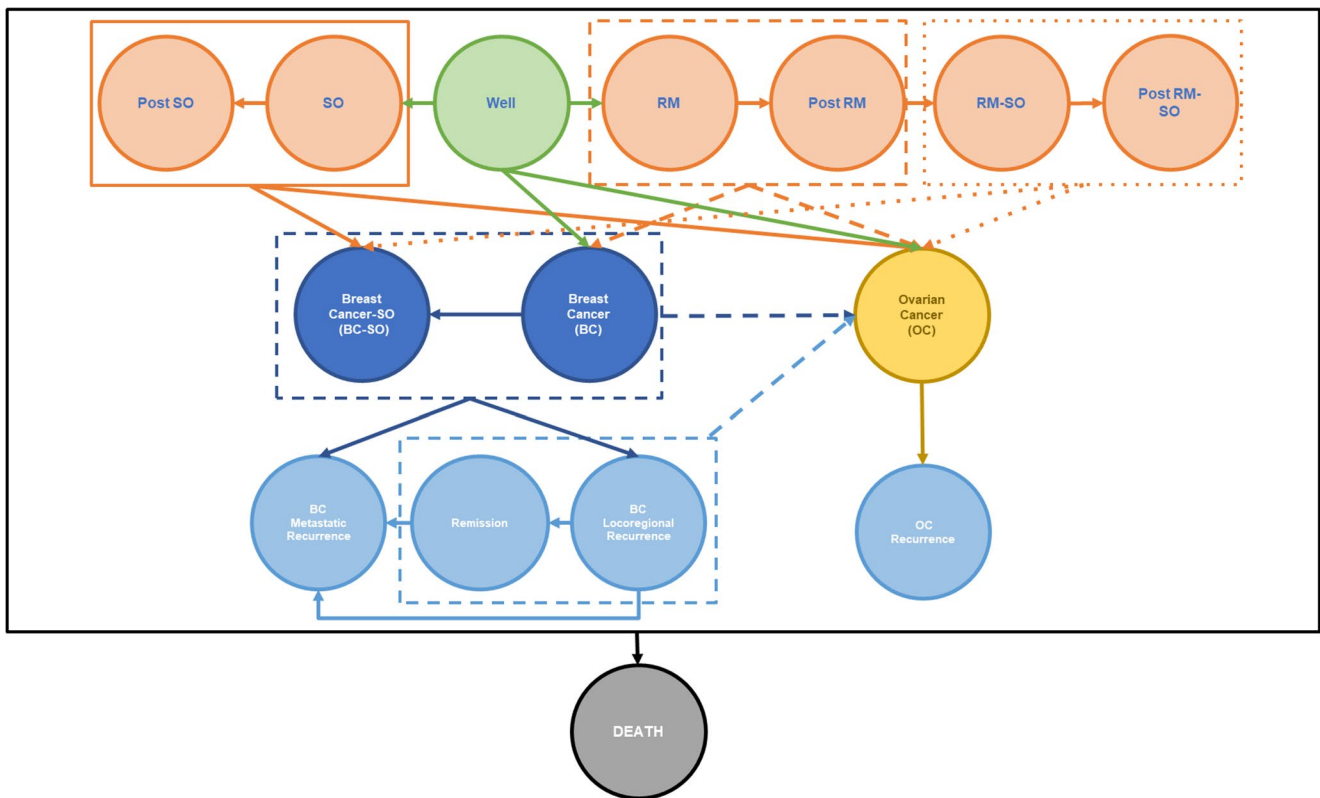 Post SO
SO
Well
RM
Post RM
RM-SO
Post RM-
SO
Breast
Cancer-SO
(BC-SO)
Breast
Cancer
(BC)
Ovarian
Cancer
(OC)
BC
Metastatic
Recurrence
Remission
BC
Locoregional
Recurrence
OC
Recurrence
DEATH